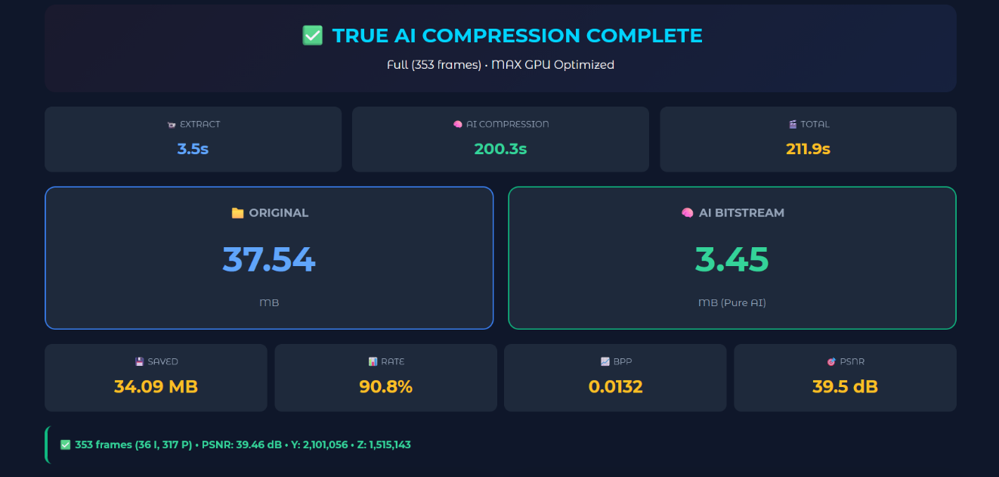 ✅ TRUE AI COMPRESSION COMPLETE
Full (353 frames) • MAX GPU Optimized
EXTRACT
3.5s
🧠 AI COMPRESSION
200.3s
🎬 TOTAL
211.9s
📁 ORIGINAL
37.54
MB
🧠 AI BITSTREAM
3.45
MB (Pure AI)
💾 SAVED
34.09 MB
📊 RATE
90.8%
📈 BPP
0.0132
🎯 PSNR
39.5 dB
✅ 353 frames (36 I, 317 P) • PSNR: 39.46 dB • Y: 2,101,056 • Z: 1,515,143